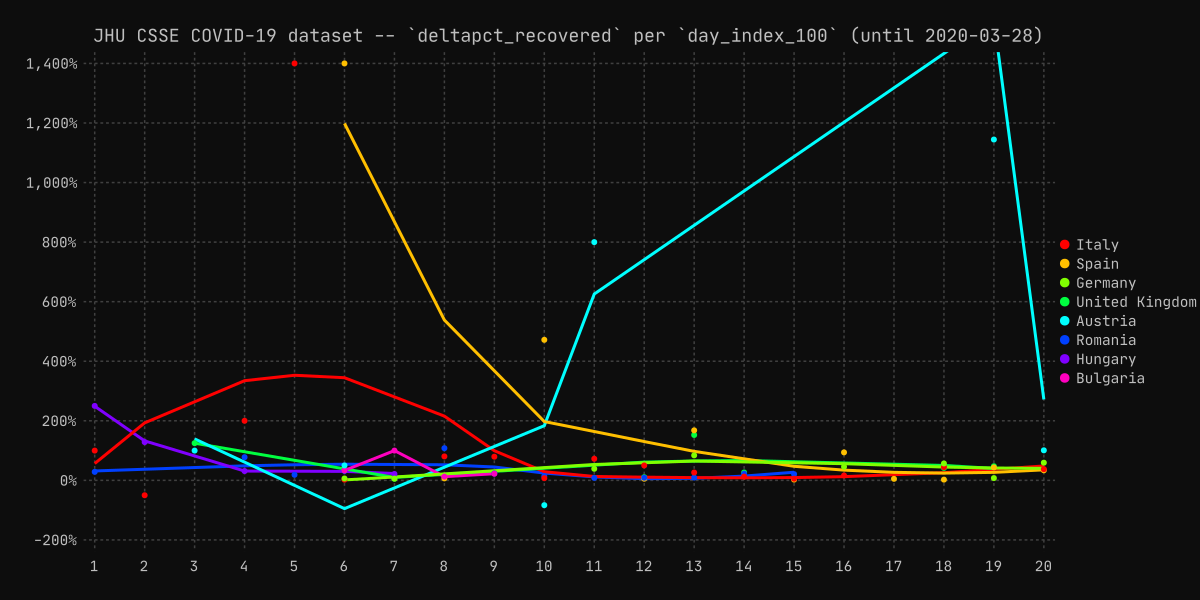 JHU CSSE COVID-19 dataset -- `deltapct_recovered` per `day_index_100` (until 2020-03-28)
1,400%
1,200%
1,000%
800%
600%
400%
200%
0%
-200%
1 2 3 4 5 6 7 8 9 10 11 12 13 14 15 16 17 18 19 20
Italy
Spain
Germany
United Kingdom
Austria
Romania
Hungary
Bulgaria